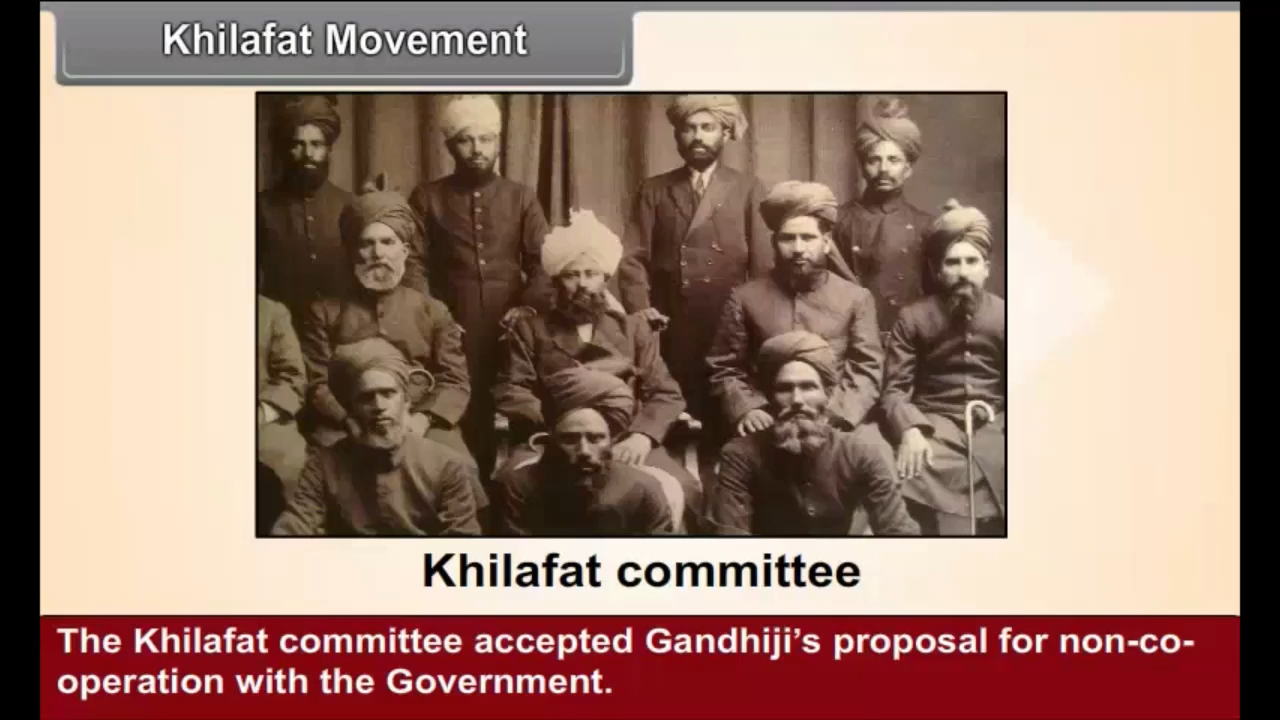 Khilafat Movement
Khilafat committee
The Khilafat committee accepted Gandhiji’s proposal for non-co-
operation with the Government.